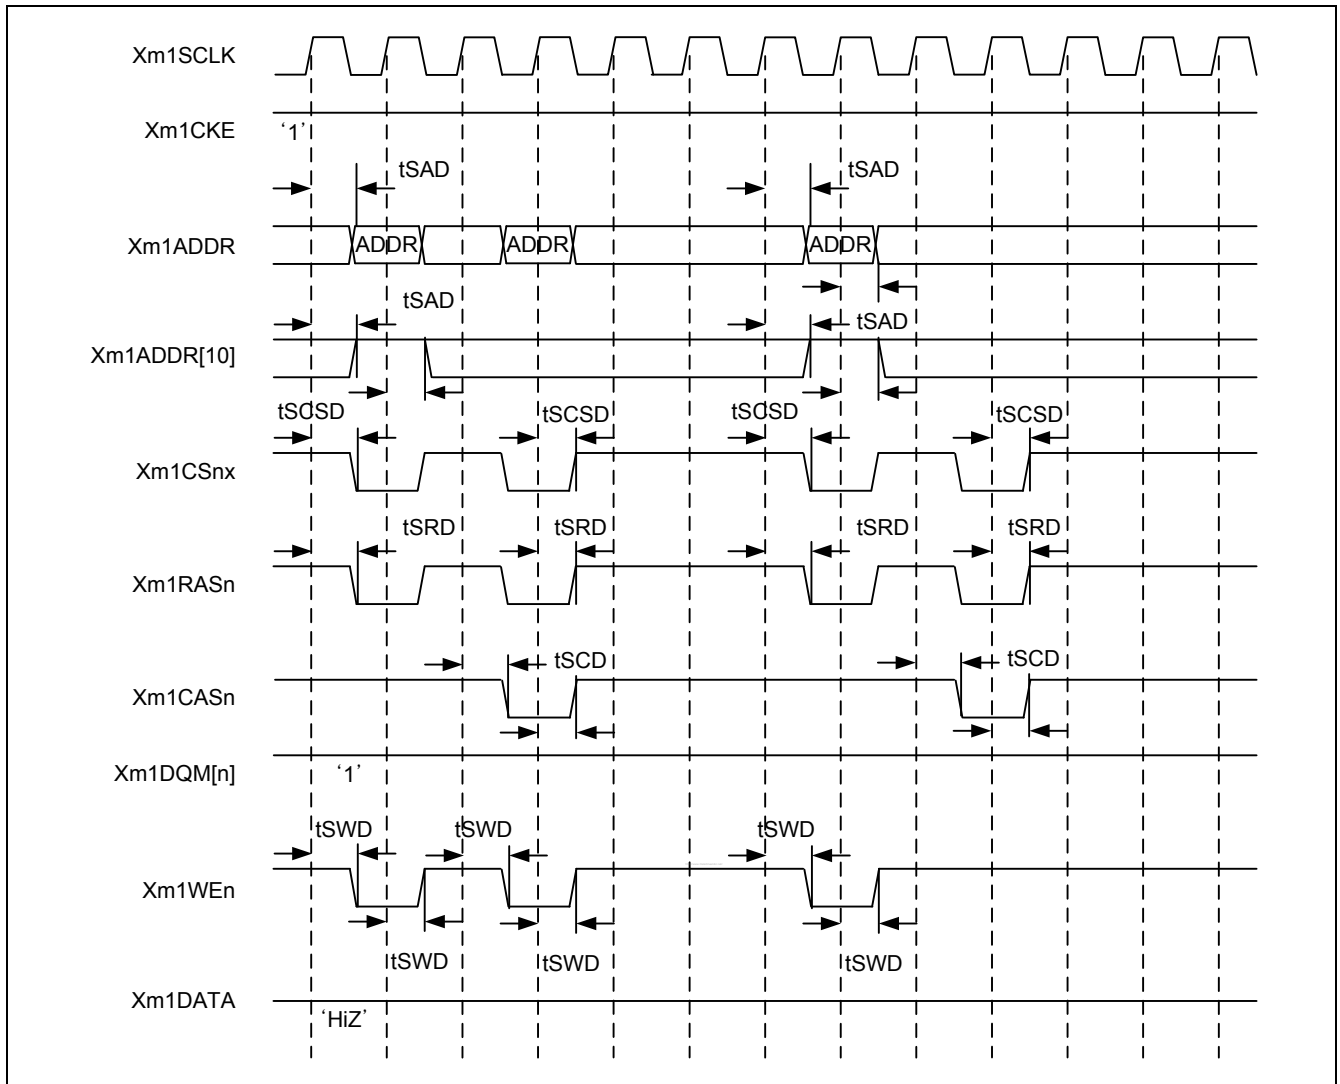 Xm1SCLK
Xm1CKE ‘1’
tSAD tSAD
Xm1ADDR ADDR ADDR ADDR
tSAD tSAD
Xm1ADDR[10]
tSCSD tSCSD tSCSD tSCSD
Xm1CSnx
tSRD tSRD tSRD tSRD
Xm1RASn
tSCD tSCD
Xm1CASn
Xm1DQM[n] ‘1’
tSWD tSWD tSWD
Xm1WEn
tSWD tSWD tSWD
Xm1DATA
‘HiZ’